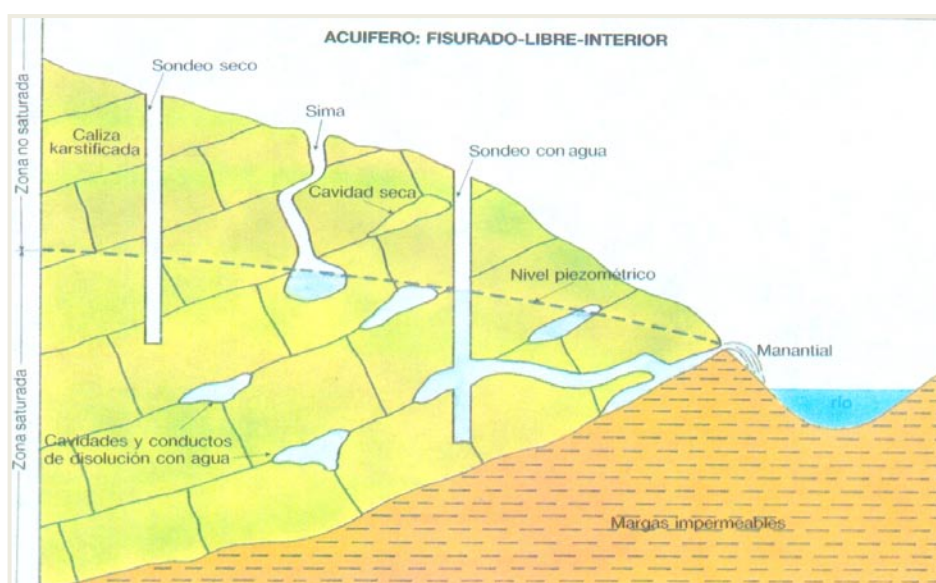 ACUIFERO: FISURADO-LIBRE-INTERIOR
Sondeo seco
Zona no saturada
Caliza
karstificada
Sima
Sondeo con agua
Cavidad seca
Nivel piezométrico
Manantial
río
Zona saturada
Cavidades y conductos
de disolución con agua
Margas impermeables